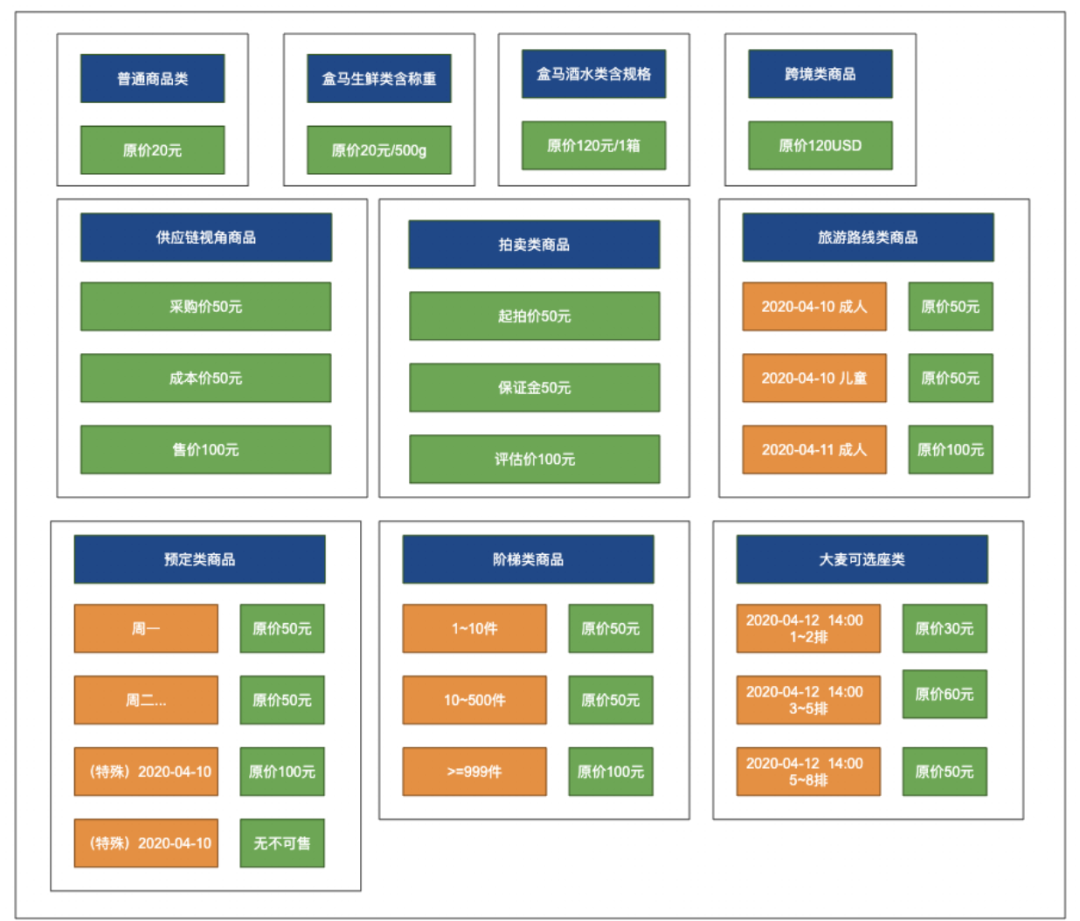 普通商品类
原价20元
盒马生鲜类含称重
原价20元/500g
盒马酒水类含规格
原价120元/1箱
跨境类商品
原价120USD
供应链视角商品
采购价50元
成本价50元
售价100元
拍卖类商品
起拍价50元
保证金50元
评估价100元
旅游路线类商品
2020-04-10 成人
原价50元
2020-04-10 儿童
原价50元
2020-04-11 成人
原价100元
预定类商品
周一
原价50元
周二...
原价50元
（特殊）2020-04-10
原价100元
（特殊）2020-04-10
无不可售
阶梯类商品
1~10件
原价50元
10~500件
原价50元
>=999件
原价100元
大麦可选座类
2020-04-12 14:00
1~2排
原价30元
2020-04-12 14:00
3~5排
原价60元
2020-04-12 14:00
5~8排
原价50元